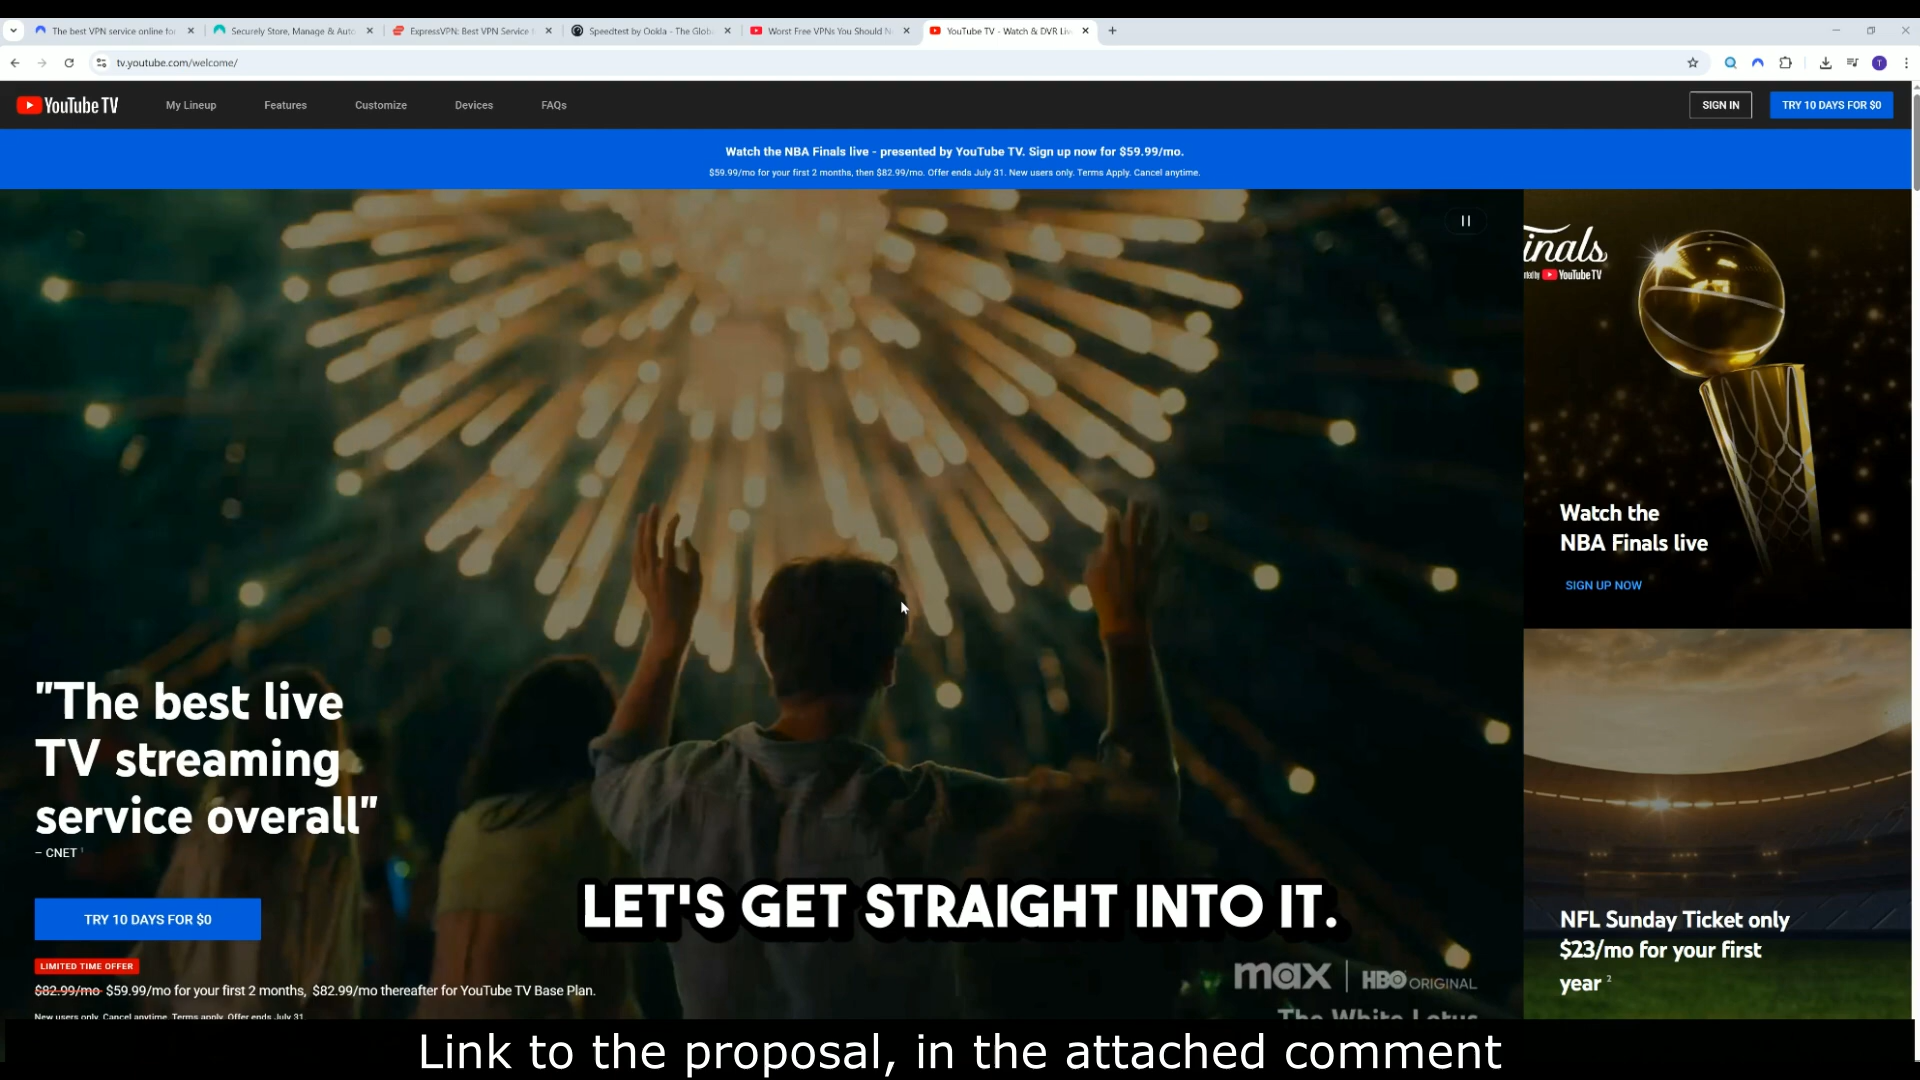 The best VPN service online fo
Securely Store, Manage & Auto
ExpressVPN: Best VPN Service
Speedtest by Ookla - The Glob
Worst Free VPNs You Should N
YouTube TV - Watch & DVR Liv
tv.youtube.com/welcome/
T
YouTube TV
My Lineup
Features
Customize
Devices
FAQs
SIGN IN
TRY 10 DAYS FOR $0
Watch the NBA Finals live - presented by YouTube TV. Sign up now for $59.99/mo.
$59.99/mo for your first 2 months, then $82.99/mo. Offer ends July 31. New users only. Terms Apply. Cancel anytime.
inals
YouTube TV
Watch the
NBA Finals live
SIGN UP NOW
"The best live
TV streaming
service overall"
– CNET 1
TRY 10 DAYS FOR $0
LIMITED TIME OFFER
$82.99/mo $59.99/mo for your first 2 months, $82.99/mo thereafter for YouTube TV Base Plan.
New users only. Cancel anytime. Terms apply. Offer ends July 31.
LET'S GET STRAIGHT INTO IT.
max | HBO ORIGINAL
The White Lotus
NFL Sunday Ticket only
$23/mo for your first
year 2
Link to the proposal, in the attached comment